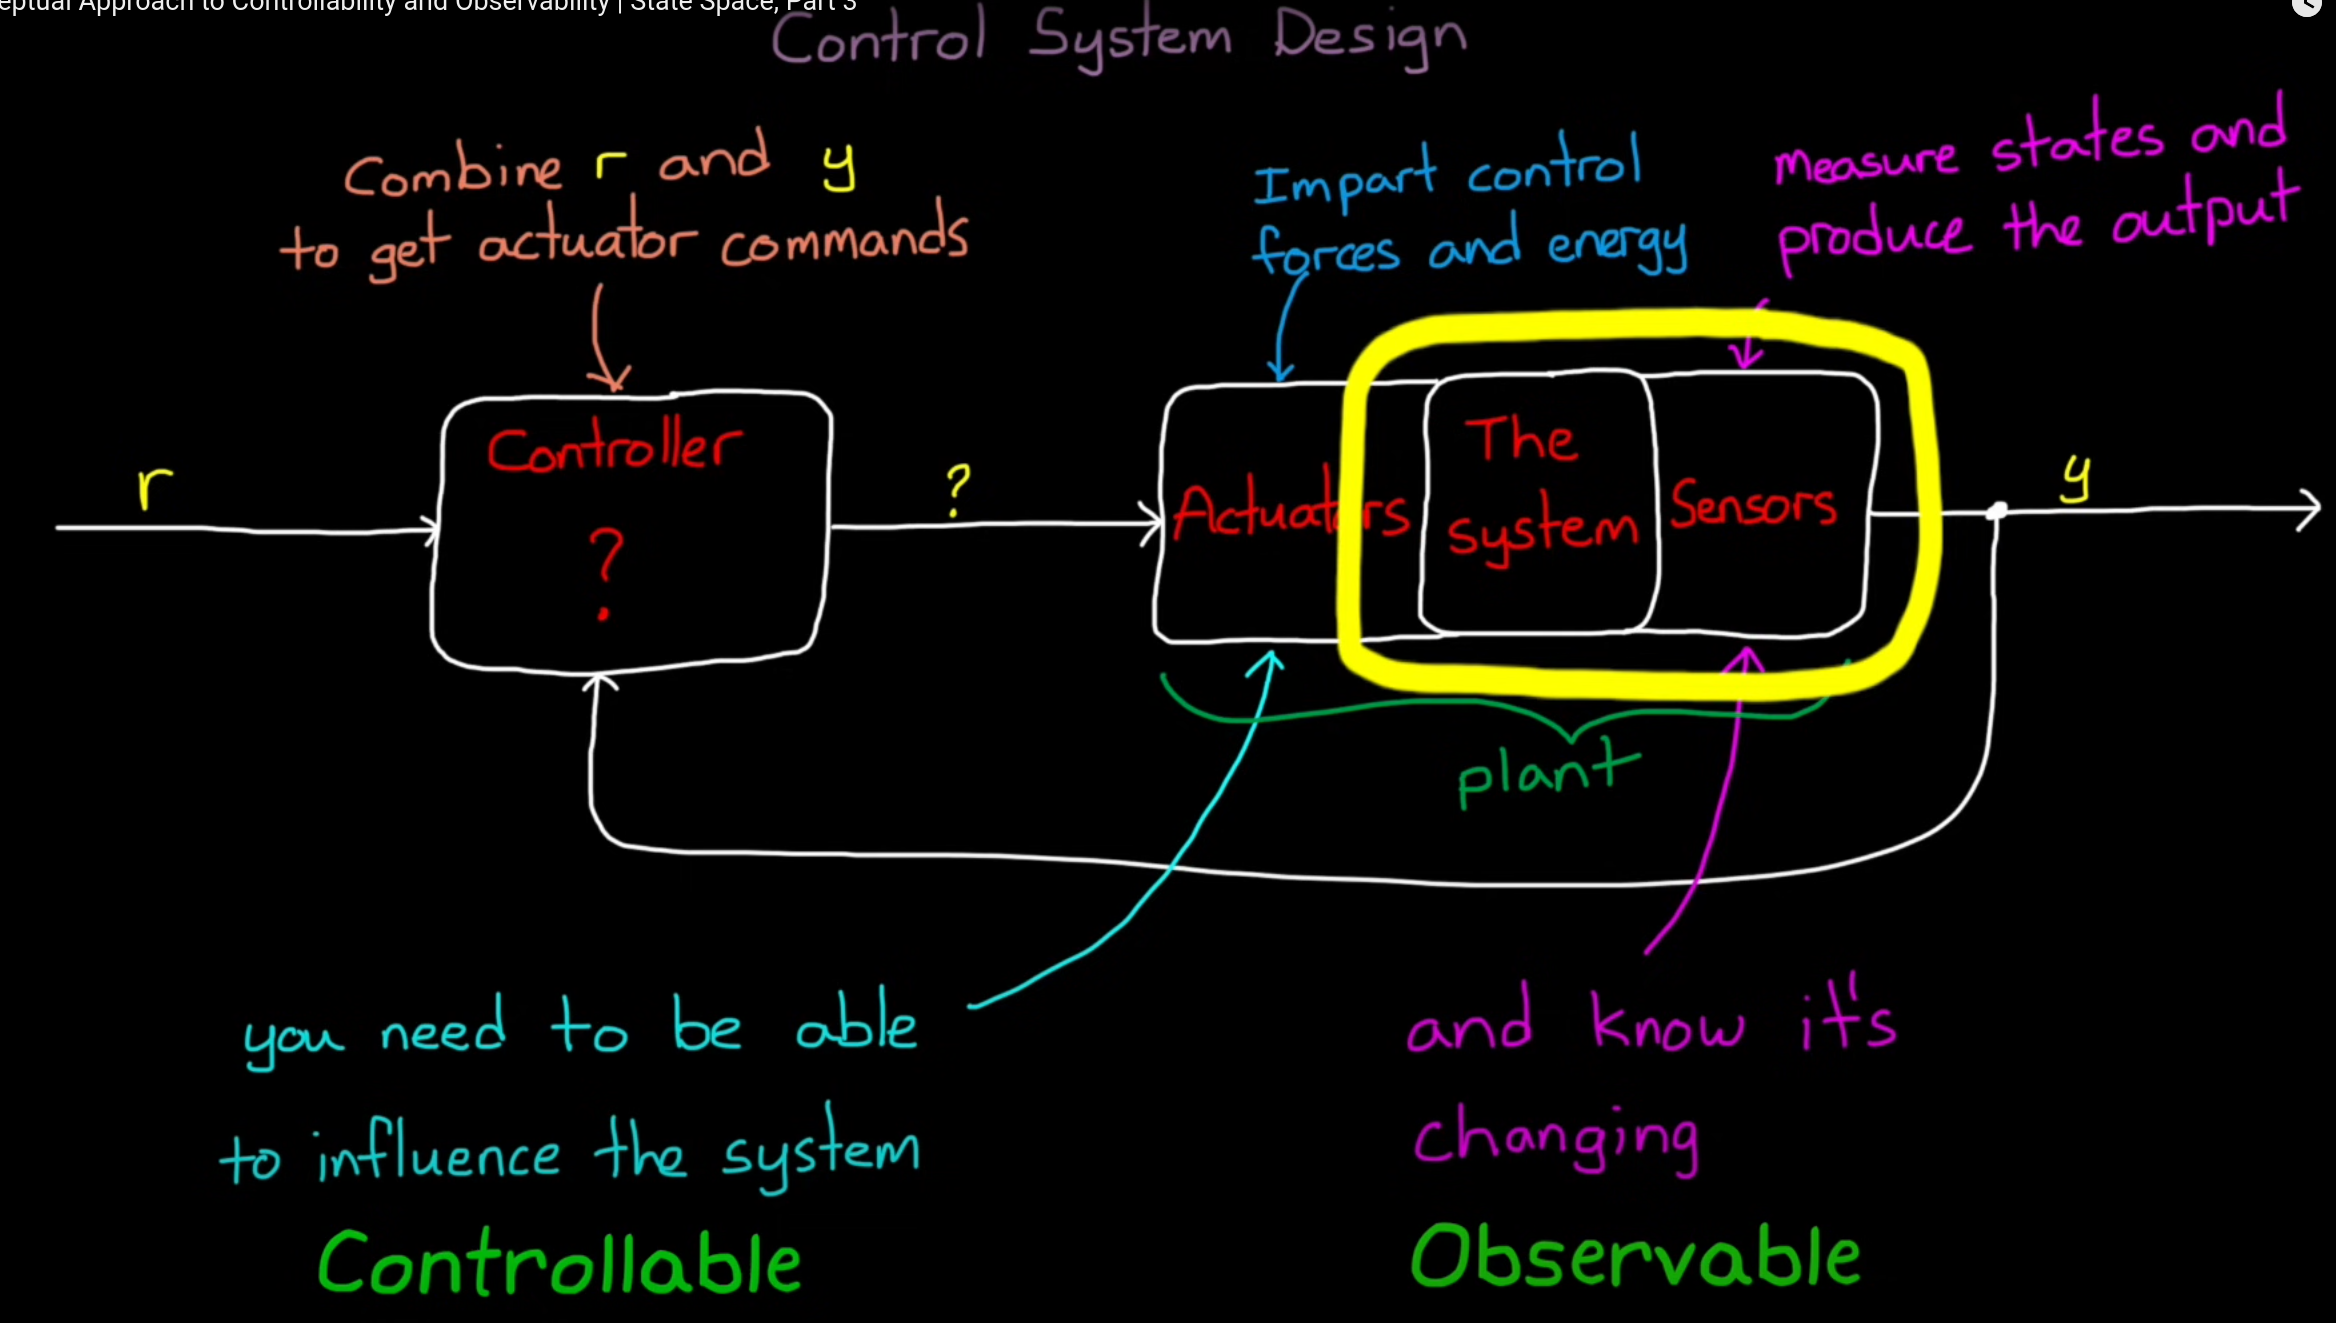 eptual Approach to Controllability and Observability | State Space, Part 3
Control System Design
Combine r and y
to get actuator commands
Impart control
forces and energy
measure states and
produce the output
r
Controller
?
?
Actuators
The
system
Sensors
y
plant
you need to be able
to influence the system
Controllable
and know it's
changing
Observable